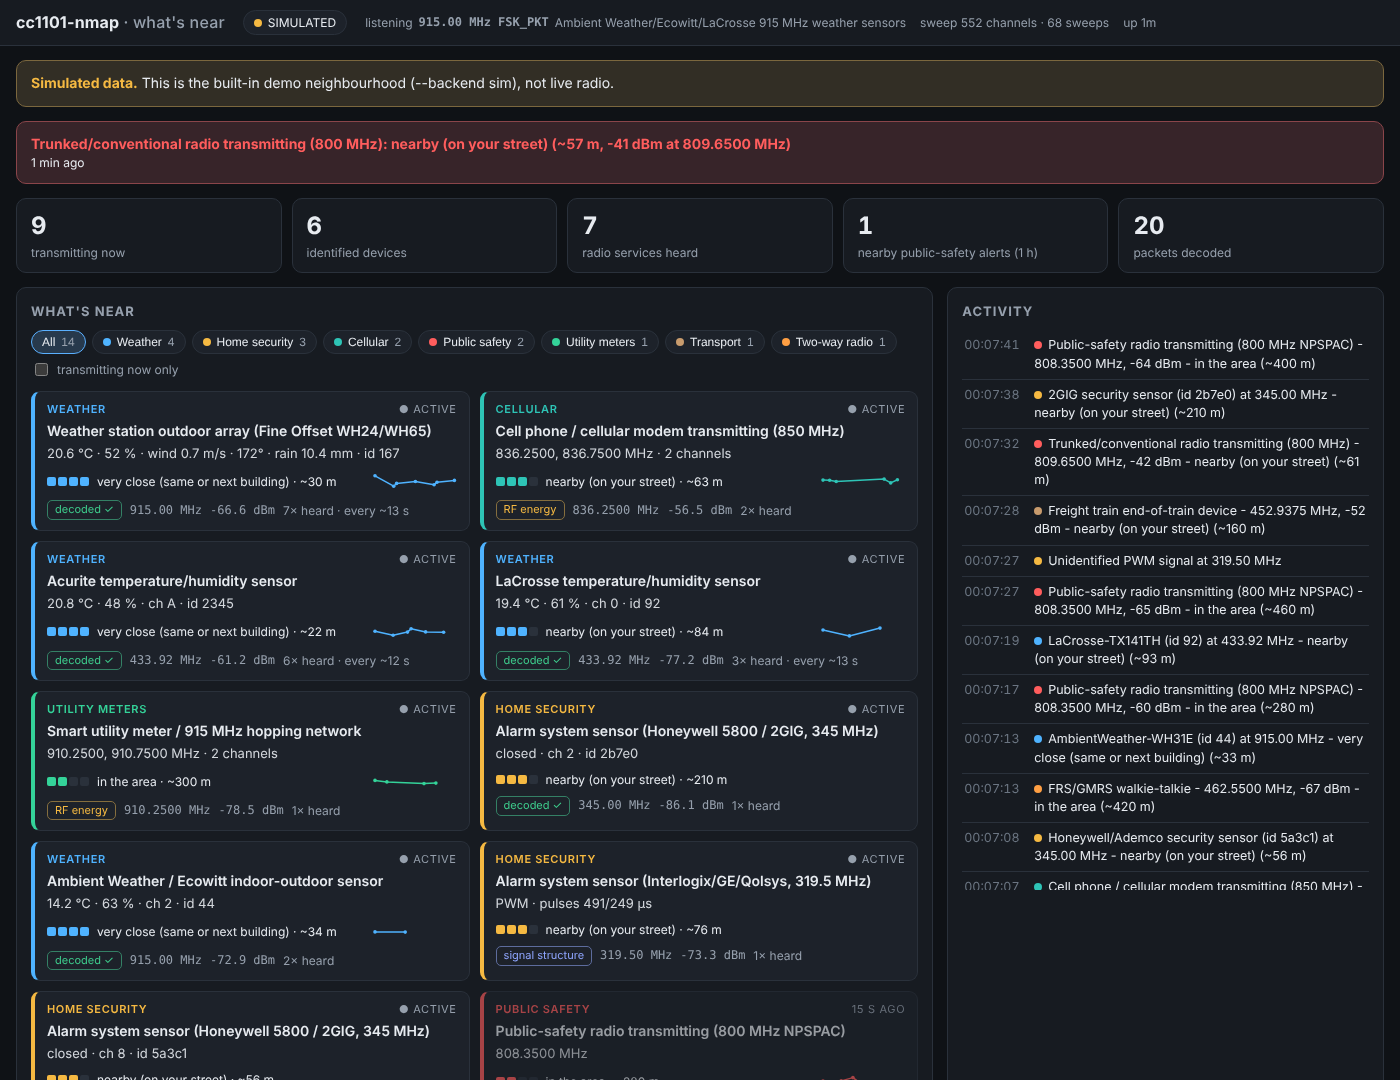 cc1101-nmap · what's near
SIMULATED
listening 915.00 MHz FSK_PKT Ambient Weather/Ecowitt/LaCrosse 915 MHz weather sensors
sweep 552 channels · 68 sweeps
up 1m
Simulated data. This is the built-in demo neighbourhood (--backend sim), not live radio.
Trunked/conventional radio transmitting (800 MHz): nearby (on your street) (~57 m, -41 dBm at 809.6500 MHz)
1 min ago
9
transmitting now
6
identified devices
7
radio services heard
1
nearby public-safety alerts (1 h)
20
packets decoded
WHAT'S NEAR
All 14
Weather 4
Home security 3
Cellular 2
Public safety 2
Utility meters 1
Transport 1
Two-way radio 1
transmitting now only
WEATHER
ACTIVE
Weather station outdoor array (Fine Offset WH24/WH65)
20.6 °C · 52 % · wind 0.7 m/s · 172° · rain 10.4 mm · id 167
very close (same or next building) · ~30 m
decoded ✓ 915.00 MHz -66.6 dBm 7× heard · every ~13 s
CELLULAR
ACTIVE
Cell phone / cellular modem transmitting (850 MHz)
836.2500, 836.7500 MHz · 2 channels
nearby (on your street) · ~63 m
RF energy 836.2500 MHz -56.5 dBm 2× heard
WEATHER
ACTIVE
Acurite temperature/humidity sensor
20.8 °C · 48 % · ch A · id 2345
very close (same or next building) · ~22 m
decoded ✓ 433.92 MHz -61.2 dBm 6× heard · every ~12 s
WEATHER
ACTIVE
LaCrosse temperature/humidity sensor
19.4 °C · 61 % · ch 0 · id 92
nearby (on your street) · ~84 m
decoded ✓ 433.92 MHz -77.2 dBm 3× heard · every ~13 s
UTILITY METERS
ACTIVE
Smart utility meter / 915 MHz hopping network
910.2500, 910.7500 MHz · 2 channels
in the area · ~300 m
RF energy 910.2500 MHz -78.5 dBm 1× heard
HOME SECURITY
ACTIVE
Alarm system sensor (Honeywell 5800 / 2GIG, 345 MHz)
closed · ch 2 · id 2b7e0
nearby (on your street) · ~210 m
decoded ✓ 345.00 MHz -86.1 dBm 1× heard
WEATHER
ACTIVE
Ambient Weather / Ecowitt indoor-outdoor sensor
14.2 °C · 63 % · ch 2 · id 44
very close (same or next building) · ~34 m
decoded ✓ 915.00 MHz -72.9 dBm 2× heard
HOME SECURITY
ACTIVE
Alarm system sensor (Interlogix/GE/Qolsys, 319.5 MHz)
PWM · pulses 491/249 µs
nearby (on your street) · ~76 m
signal structure 319.50 MHz -73.3 dBm 1× heard
HOME SECURITY
ACTIVE
Alarm system sensor (Honeywell 5800 / 2GIG, 345 MHz)
closed · ch 8 · id 5a3c1
nearby (on your street) · ~56 m
PUBLIC SAFETY
15 S AGO
Public-safety radio transmitting (800 MHz NPSPAC)
808.3500 MHz
in the area
ACTIVITY
00:07:41 Public-safety radio transmitting (800 MHz NPSPAC) -
808.3500 MHz, -64 dBm - in the area (~400 m)
00:07:38 2GIG security sensor (id 2b7e0) at 345.00 MHz -
nearby (on your street) (~210 m)
00:07:32 Trunked/conventional radio transmitting (800 MHz) -
809.6500 MHz, -42 dBm - nearby (on your street) (~61
m)
00:07:28 Freight train end-of-train device - 452.9375 MHz, -52
dBm - nearby (on your street) (~160 m)
00:07:27 Unidentified PWM signal at 319.50 MHz
00:07:27 Public-safety radio transmitting (800 MHz NPSPAC) -
808.3500 MHz, -65 dBm - in the area (~460 m)
00:07:19 LaCrosse-TX141TH (id 92) at 433.92 MHz - nearby
(on your street) (~93 m)
00:07:17 Public-safety radio transmitting (800 MHz NPSPAC) -
808.3500 MHz, -60 dBm - in the area (~280 m)
00:07:13 AmbientWeather-WH31E (id 44) at 915.00 MHz - very
close (same or next building) (~33 m)
00:07:13 FRS/GMRS walkie-talkie - 462.5500 MHz, -67 dBm -
in the area (~420 m)
00:07:08 Honeywell/Ademco security sensor (id 5a3c1) at
345.00 MHz - nearby (on your street) (~56 m)
00:07:07 Cell phone / cellular modem transmitting (850 MHz) -